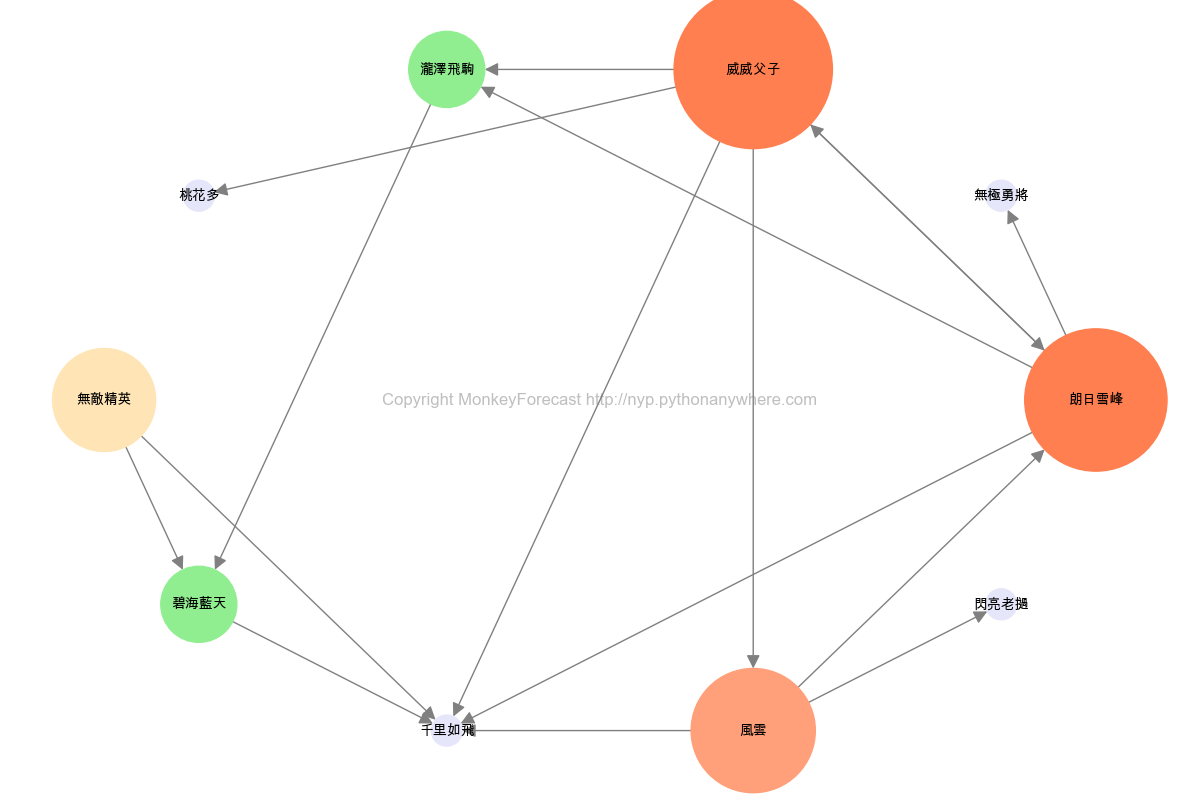 瀧澤飛駒
威威父子
桃花多
無極勇將
無敵精英
Copyright MonkeyForecast http://nyp.pythonanywhere.com
朗日雪峰
碧海藍天
閃亮老撾
千里如飛
風雲